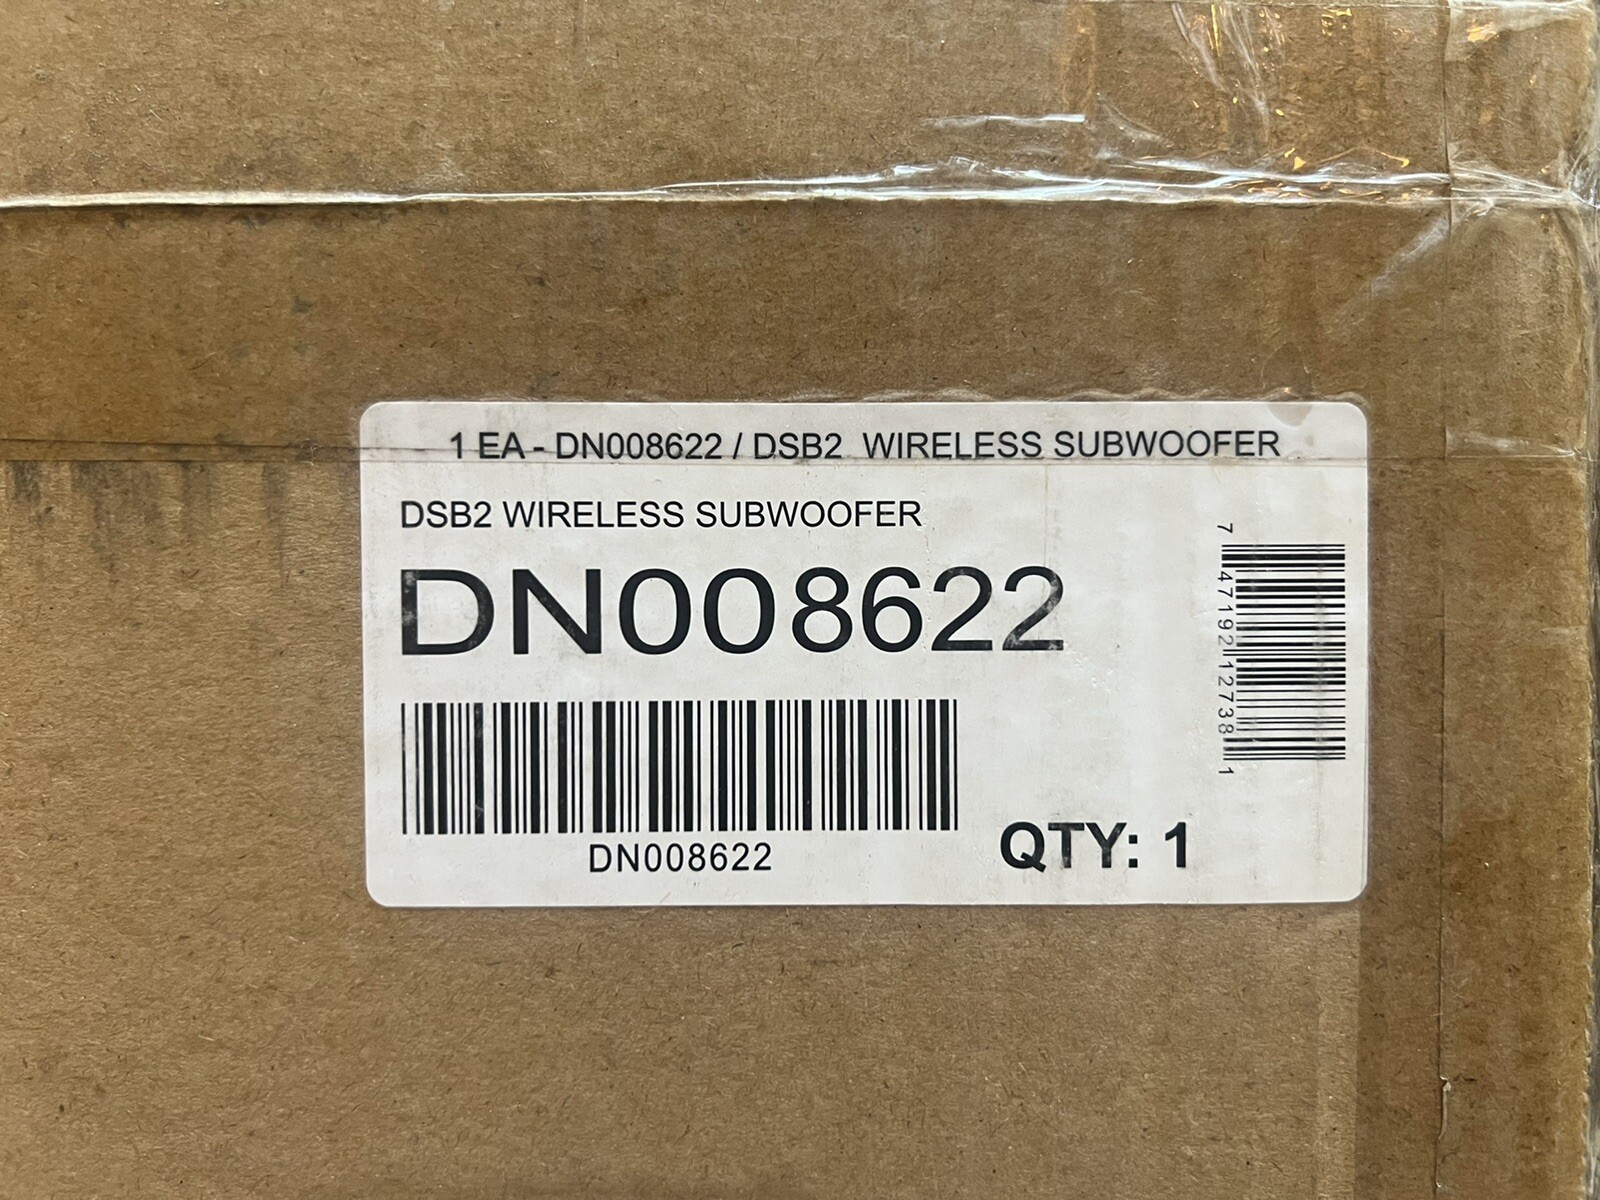 1 EA - DN008622 / DSB2 WIRELESS SUBWOOFER
DSB2 WIRELESS SUBWOOFER
DN008622
DN008622
QTY: 1
7 47192 12738 1